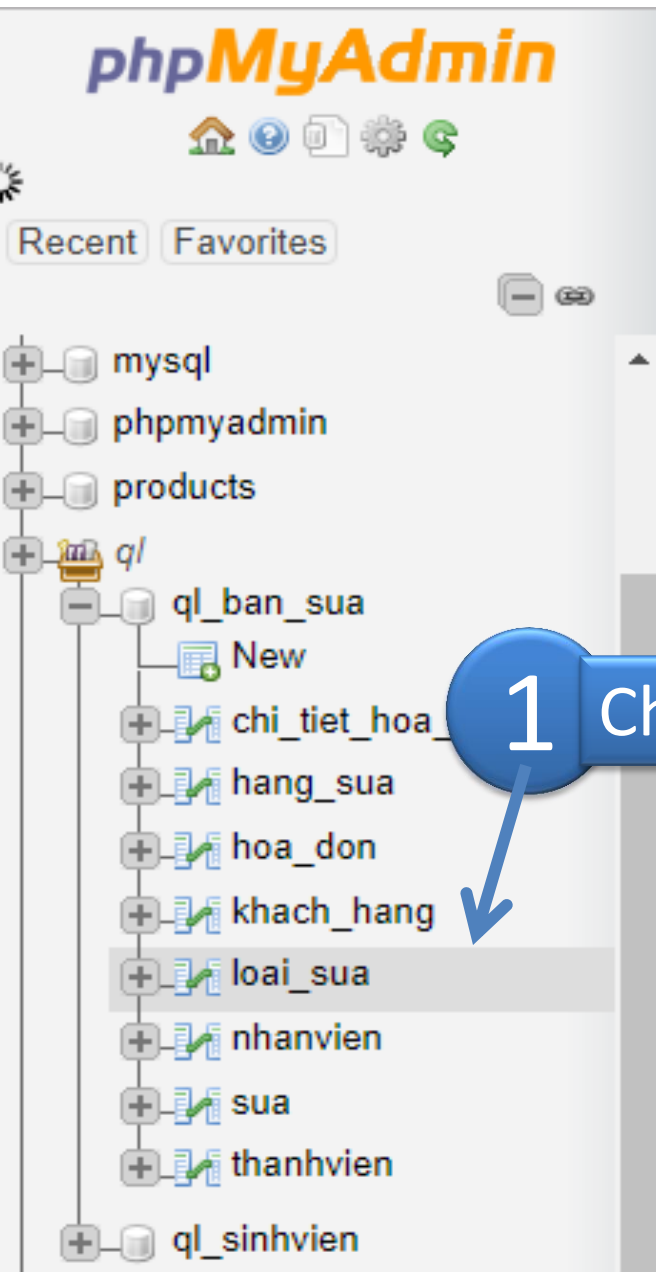 phpMyAdmin
Recent Favorites
mysql
phpmyadmin
products
ql
ql_ban_sua
New
chi_tiet_hoa_
1 Ch
hang_sua
hoa_don
khach_hang
loai_sua
nhanvien
sua
thanhvien
ql_sinhvien